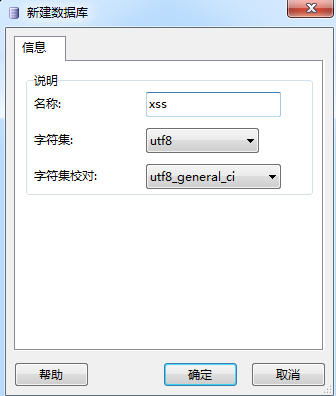 新建数据库
信息
说明
名称: xss
字符集: utf8
字符集校对: utf8_general_ci
帮助 确定 取消